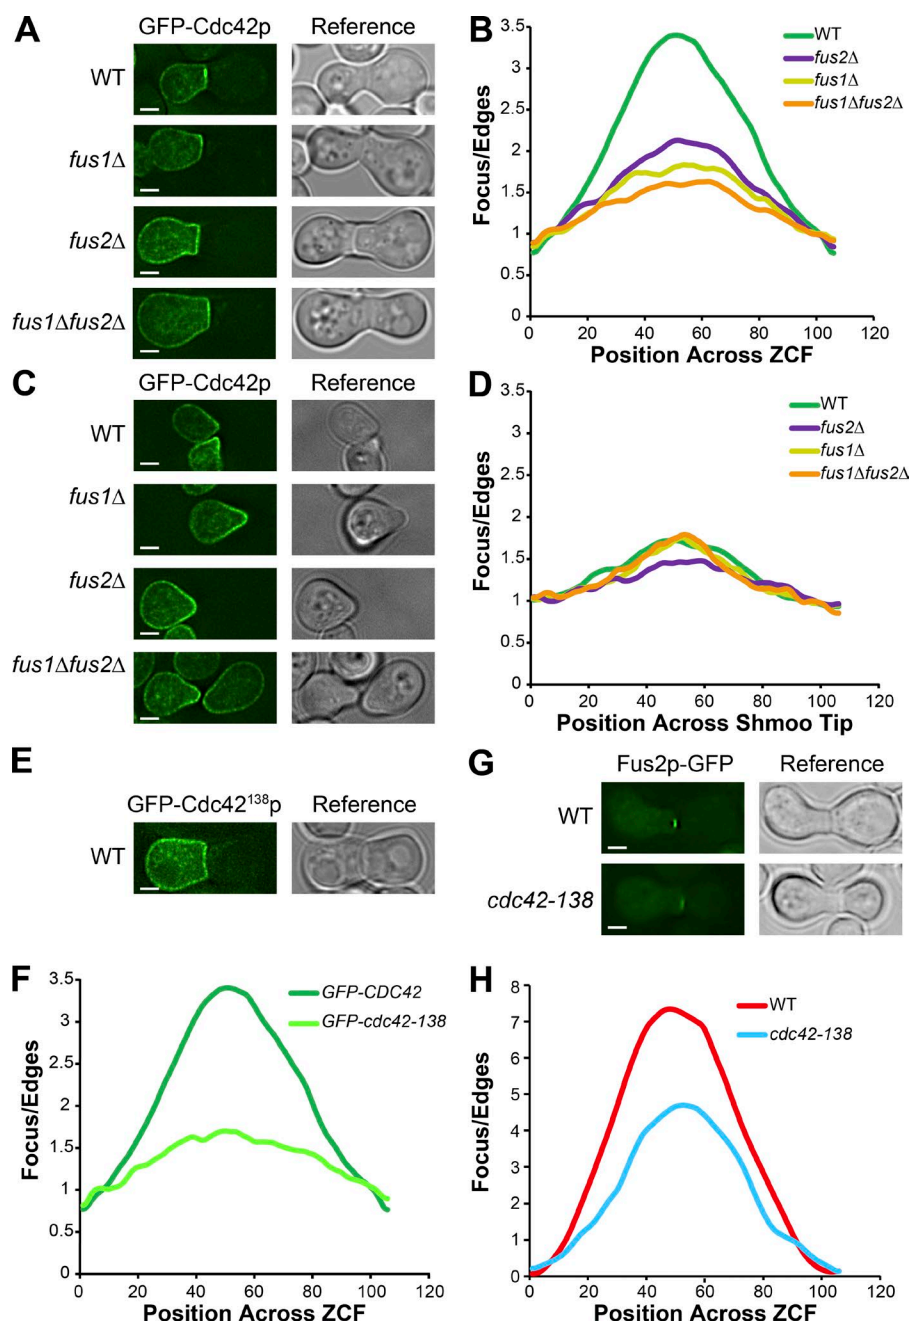 A
GFP-Cdc42p
Reference
WT
fus1Δ
fus2Δ
fus1Δfus2Δ
B
3.5
3
2.5
2
1.5
1
0.5
0
0
20
40
60
80
100
120
Focus/Edges
Position Across ZCF
WT
fus2Δ
fus1Δ
fus1Δfus2Δ
C
GFP-Cdc42p
Reference
WT
fus1Δ
fus2Δ
fus1Δfus2Δ
D
3.5
3
2.5
2
1.5
1
0.5
0
0
20
40
60
80
100
120
Focus/Edges
Position Across Shmoo Tip
WT
fus2Δ
fus1Δ
fus1Δfus2Δ
E
GFP-Cdc42¹³⁸p
Reference
WT
G
Fus2p-GFP
Reference
WT
cdc42-138
F
3.5
3
2.5
2
1.5
1
0.5
0
0
20
40
60
80
100
120
Focus/Edges
Position Across ZCF
GFP-CDC42
GFP-cdc42-138
H
8
7
6
5
4
3
2
1
0
0
20
40
60
80
100
120
Focus/Edges
Position Across ZCF
WT
cdc42-138